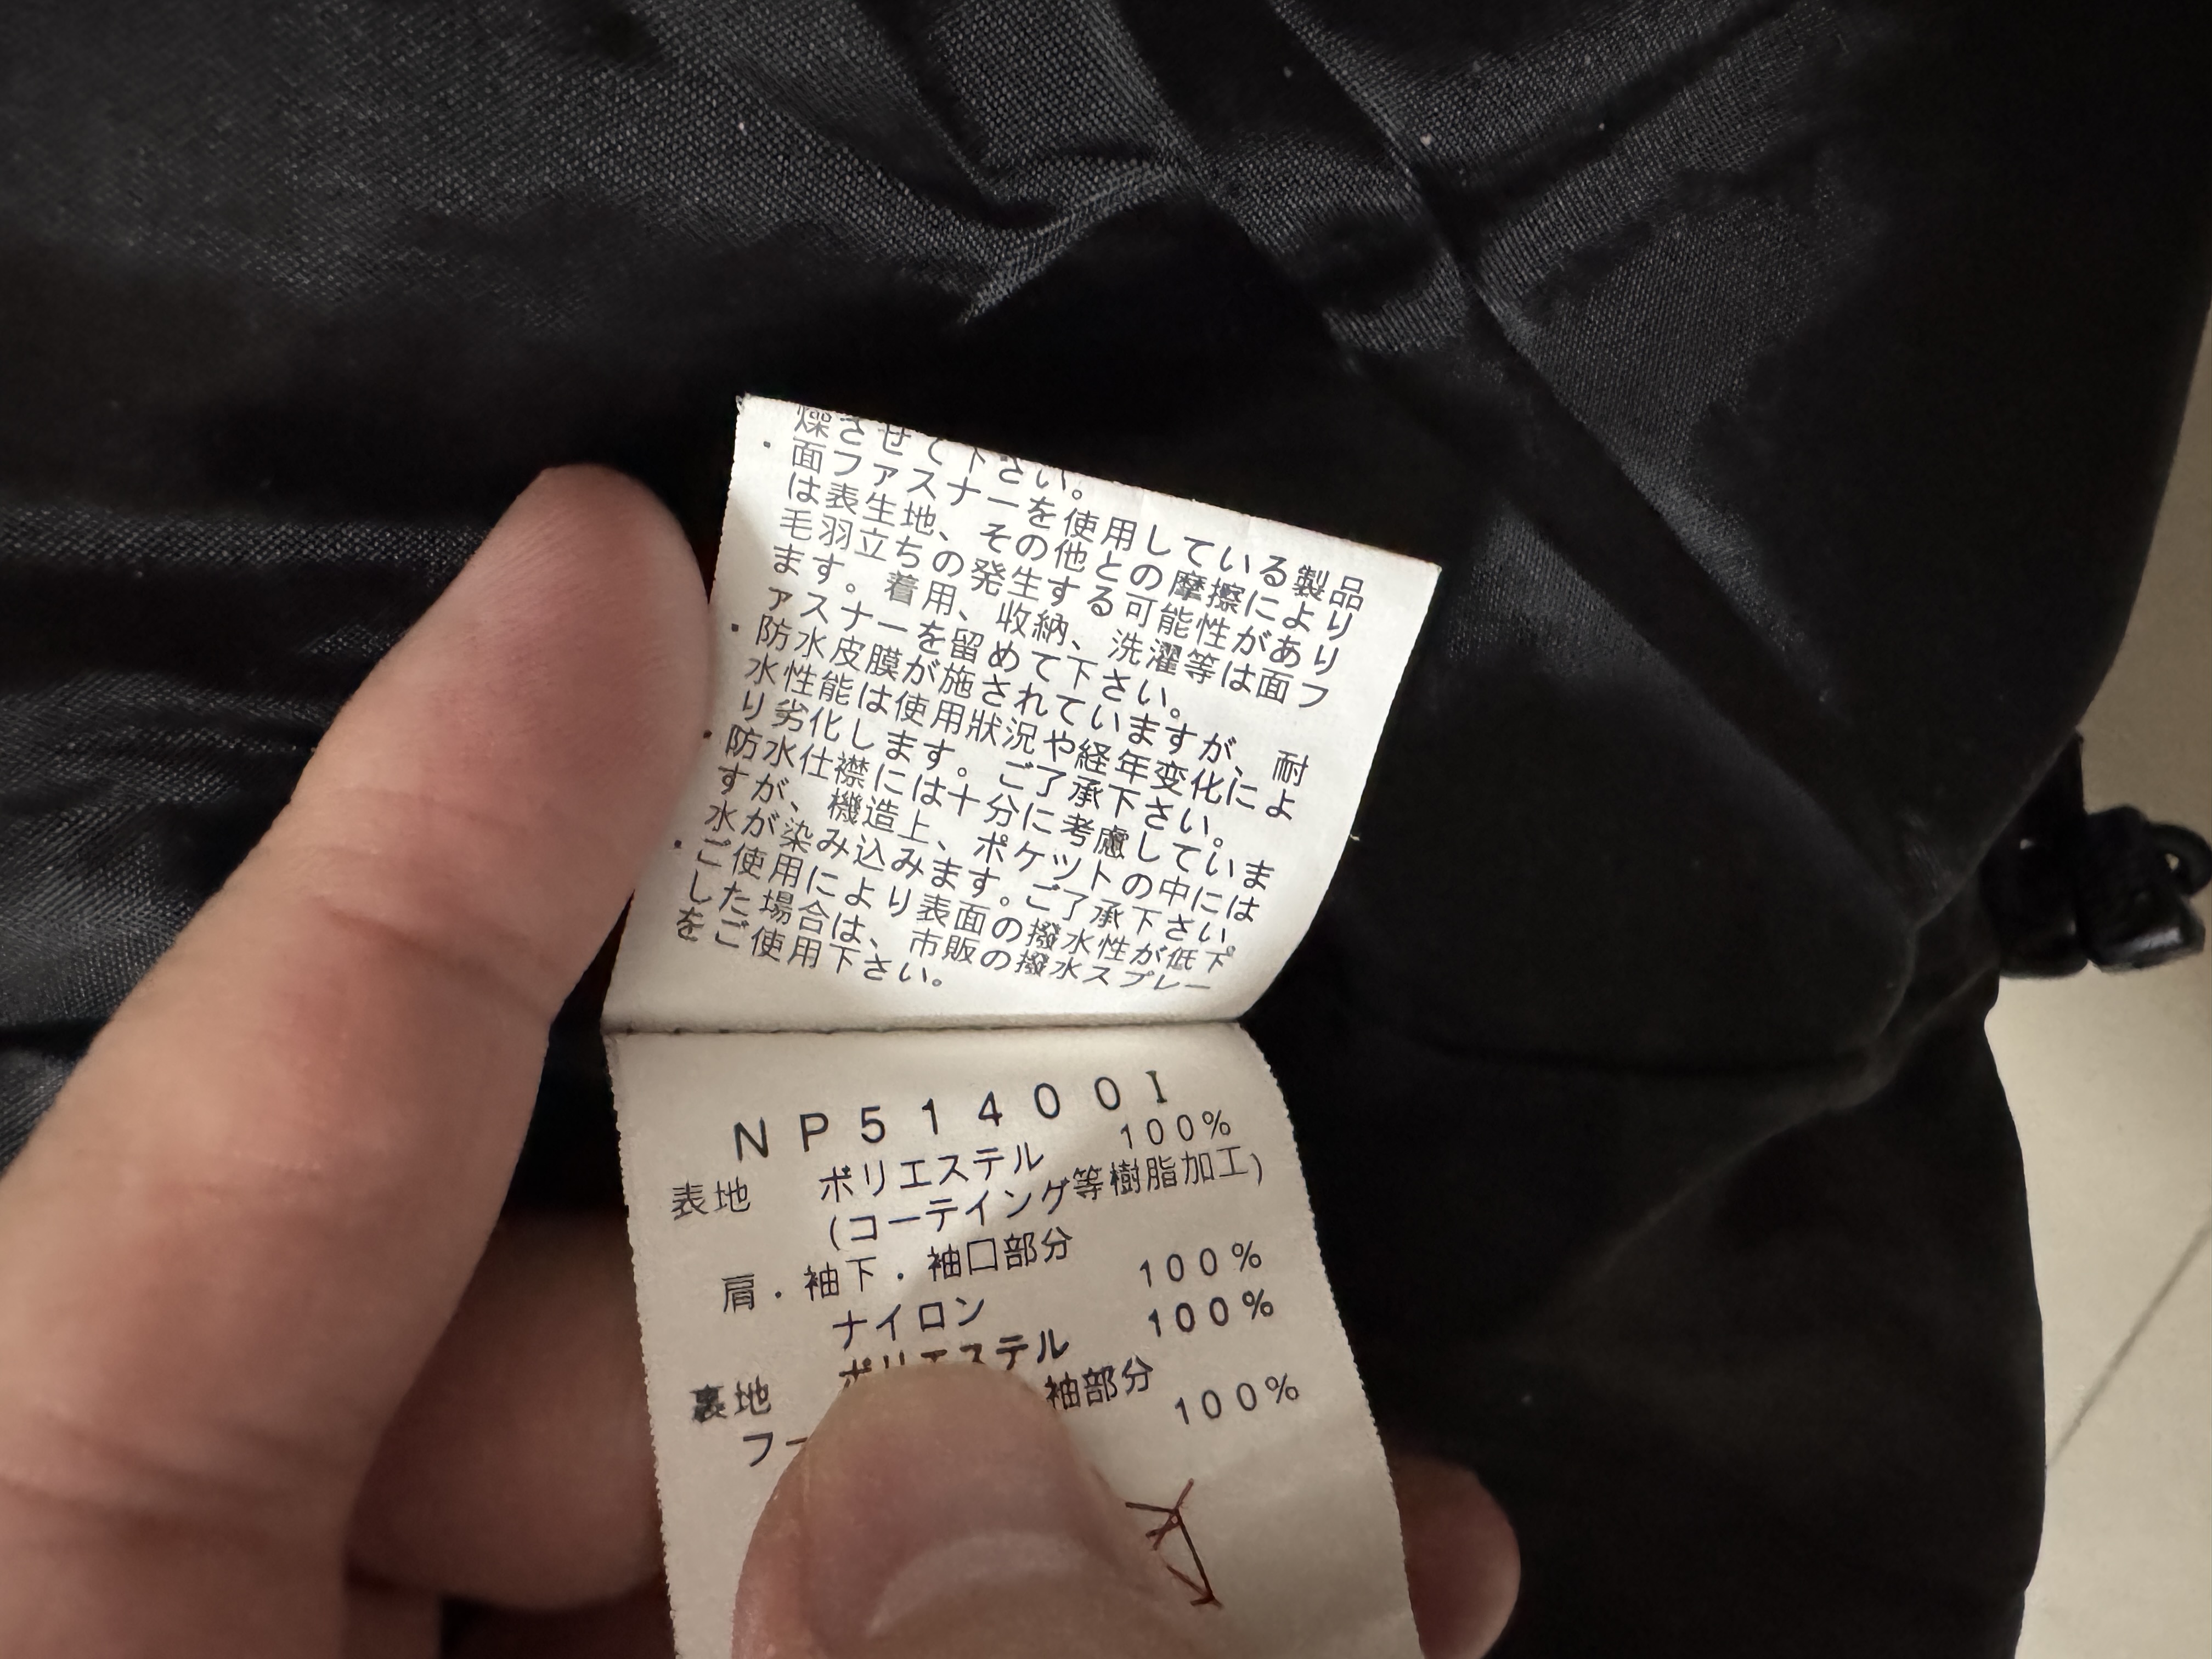 燥させて下さい。
・面ファスナーを使用している製品
は表生地、その他との摩擦により
毛羽立ちの発生する可能性があり
ます。着用、収納、洗濯等は面フ
ァスナーを留めて下さい。
・防水皮膜が施されていますが、耐
水性能は使用狀況や経年変化によ
り劣化します。ご了承下さい。
・防水仕襟には十分に考慮していま
すが、機造上、ポケットの中には
水が染み込みます。ご了承下さい。
・ご使用により表面の撥水性が低下
した場合は、市販の撥水スプレー
をご使用下さい。
NP51400I
表地 ポリエステル 100%
(コーティング等樹脂加工)
肩・袖下・袖口部分
ナイロン 100%
裏地 ポリエステル 100%
フー 袖部分
100%